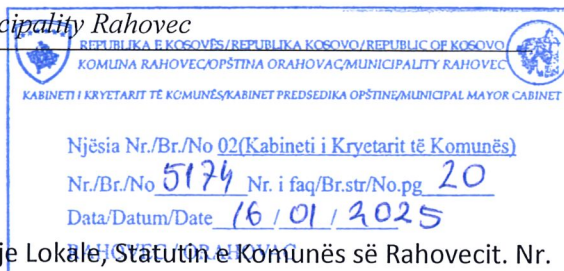 cipality Rahovec
REPUBLIKA E KOSOVËS/REPUBLIKA KOSOVO/REPUBLIC OF KOSOVO
KOMUNA RAHOVEC/OPŠTINA ORAHOVAC/MUNICIPALITY RAHOVEC
KABINETI I KRYETARIT TË KOMUNËS/KABINET PREDSEDIKA OPŠTINE/MUNICIPAL MAYOR CABINET
Njësia Nr./Br./No 02(Kabineti i Kryetarit të Komunës)
Nr./Br./No 5174 Nr. i faq/Br.str/No.pg 20
Data/Datum/Date 16 / 01 / 2025
RAHOVEC / ORAHOVAC
je Lokale, Statutin e Komunës së Rahovecit. Nr.